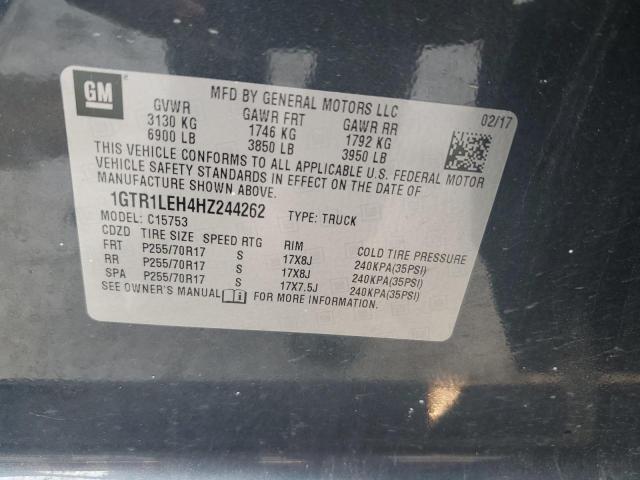 GM
MFD BY GENERAL MOTORS LLC
GVWR GAWR FRT GAWR RR 02/17
3130 KG 1746 KG 1792 KG
6900 LB 3850 LB 3950 LB
THIS VEHICLE CONFORMS TO ALL APPLICABLE U.S. FEDERAL MOTOR
VEHICLE SAFETY STANDARDS IN EFFECT ON THE DATE OF
MANUFACTURE SHOWN ABOVE.
1GTR1LEH4HZ244262 TYPE: TRUCK
MODEL: C15753
CDZD TIRE SIZE SPEED RTG RIM COLD TIRE PRESSURE
FRT P255/70R17 S 17X8J 240KPA(35PSI)
RR P255/70R17 S 17X8J 240KPA(35PSI)
SPA P255/70R17 S 17X7.5J 240KPA(35PSI)
SEE OWNER'S MANUAL FOR MORE INFORMATION.